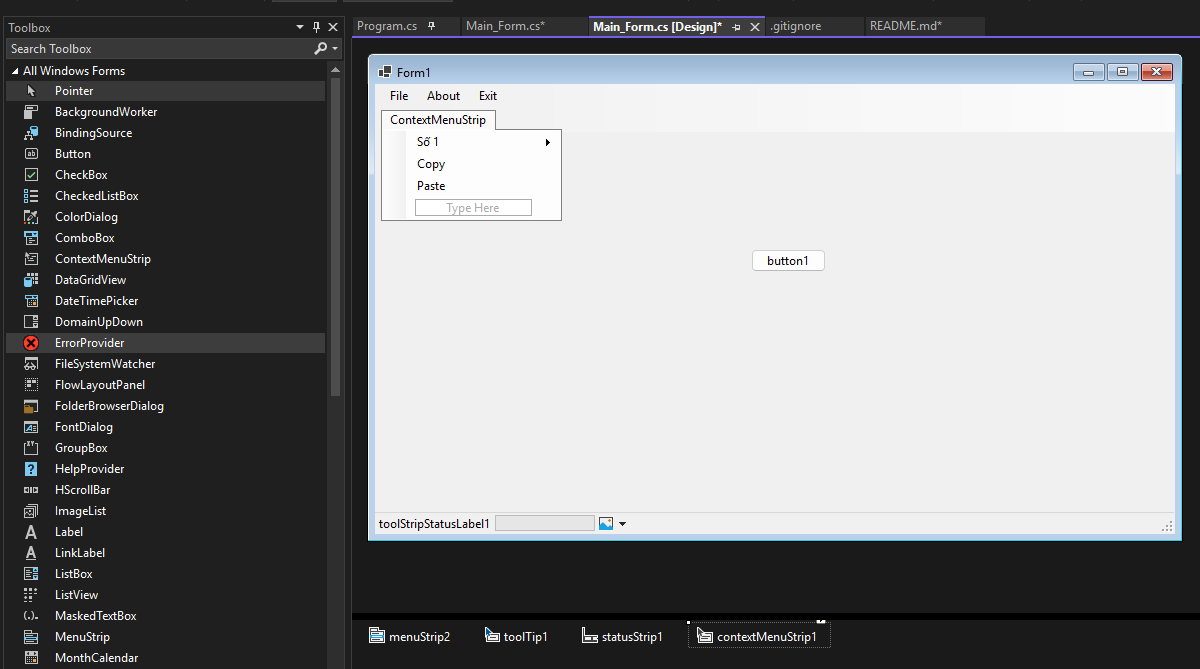 Toolbox
Search Toolbox
All Windows Forms
Pointer
BackgroundWorker
BindingSource
Button
CheckBox
CheckedListBox
ColorDialog
ComboBox
ContextMenuStrip
DataGridView
DateTimePicker
DomainUpDown
ErrorProvider
FileSystemWatcher
FlowLayoutPanel
FolderBrowserDialog
FontDialog
GroupBox
HelpProvider
HScrollBar
ImageList
Label
LinkLabel
ListBox
ListView
MaskedTextBox
MenuStrip
MonthCalendar
Program.cs Main_Form.cs* Main_Form.cs [Design]* .gitignore README.md*
Form1
File About Exit
ContextMenuStrip
Số 1
Copy
Paste
Type Here
button1
toolStripStatusLabel1
menuStrip2 toolTip1 statusStrip1 contextMenuStrip1